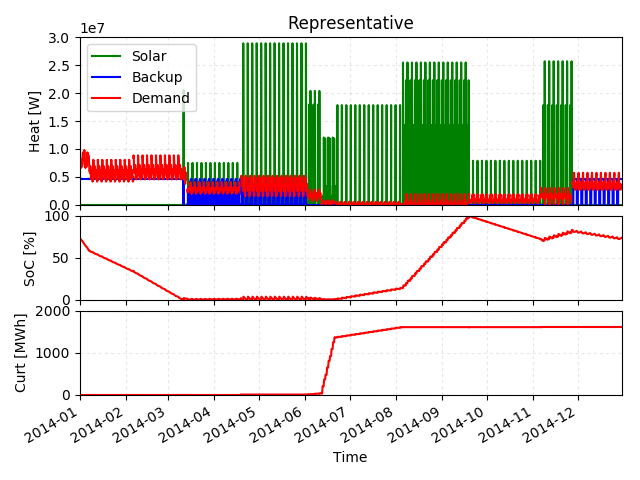 Representative
1e7
3.0
2.5
2.0
1.5
1.0
0.5
0.0
Heat [W]
Solar
Backup
Demand
100
50
0
SoC [%]
2000
1000
0
Curt [MWh]
2014-01
2014-02
2014-03
2014-04
2014-05
2014-06
2014-07
2014-08
2014-09
2014-10
2014-11
2014-12
Time